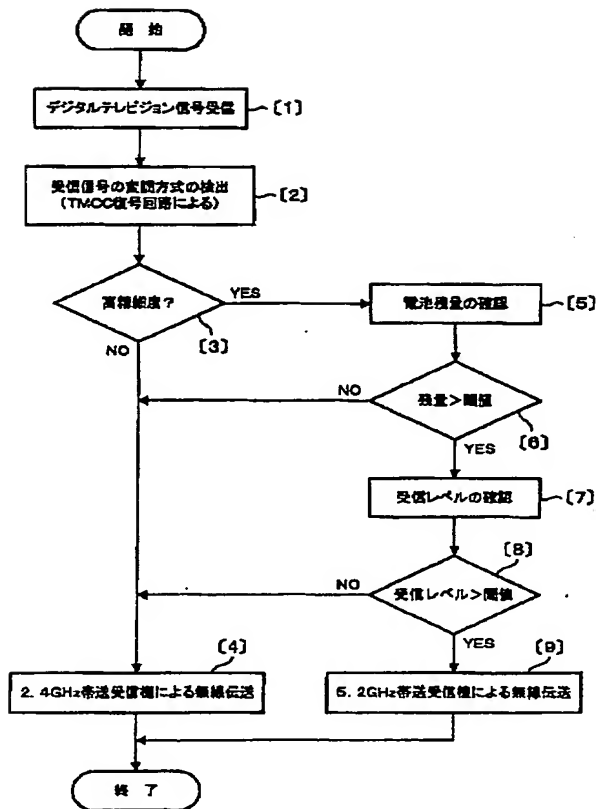 開 始
デジタルテレビジョン信号受信
[1]
受信信号の変調方式の検出
(TMCC復号回路による)
[2]
高精細度?
YES
[3]
NO
電池残量の確認
[5]
残量>閾値
NO
[6]
YES
受信レベルの確認
[7]
[8]
受信レベル>閾値
NO
YES
[4]
2. 4GHz帯送受信機による無線伝送
[9]
5. 2GHz帯送受信機による無線伝送
終 了